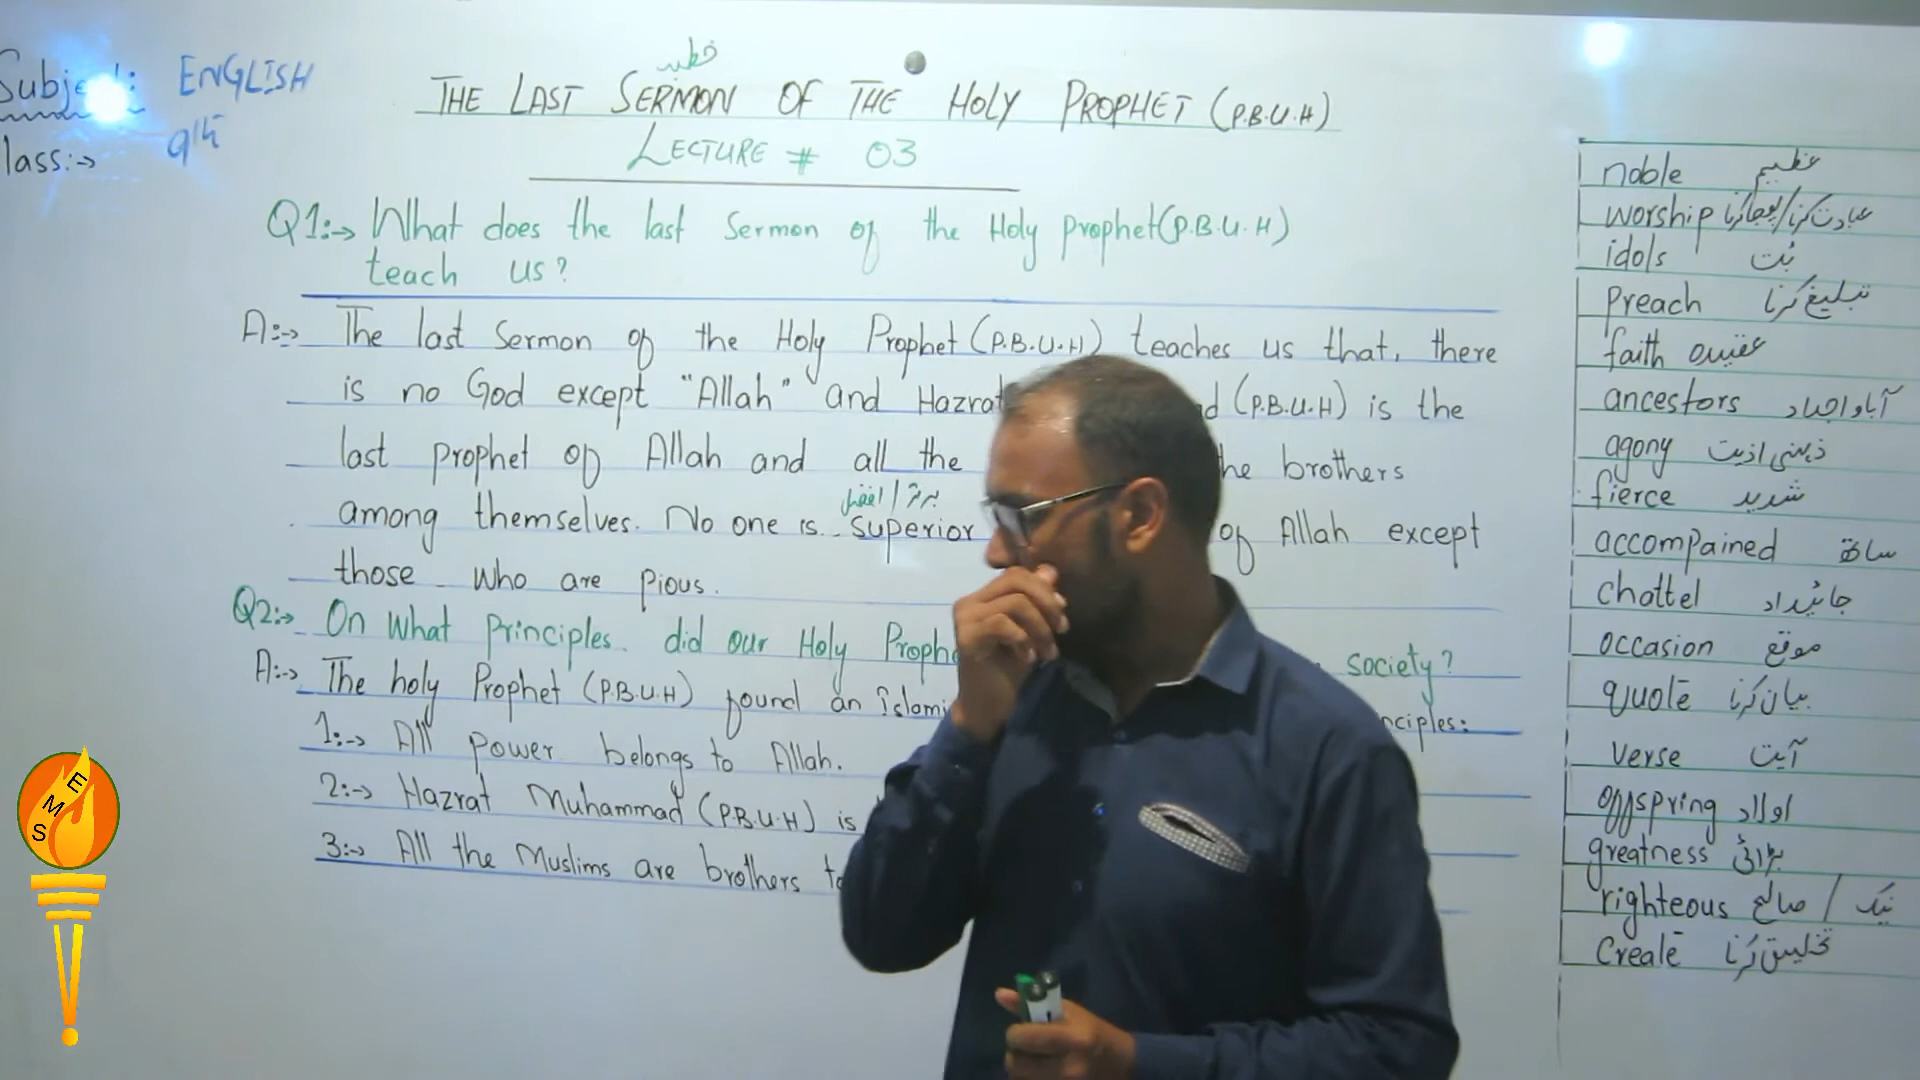 Subject: ENGLISH
lass:→ 9th
خطبہ
THE LAST SERMON OF THE HOLY PROPHET (P.B.U.H)
LECTURE # 03
Q1:→ What does the last Sermon of the Holy prophet(P.B.U.H)
teach us?
A:→ The last Sermon of the Holy Prophet (P.B.U.H) teaches us that, there
is no God except "Allah" and Hazrat d (P.B.U.H) is the
last prophet of Allah and all the he brothers
برتر / افضل
among themselves. No one is superior of Allah except
those who are pious.
Q2:→ On what principles did our Holy Prophe society?
A:→ The holy Prophet (P.B.U.H) found an islami nciples:
1:→ All power belongs to Allah.
2:→ Hazrat Muhammad (P.B.U.H) is
3:→ All the Muslims are brothers to
noble عظیم
worship عبادت کرنا/پوجا کرنا
idols بُت
preach تبلیغ کرنا
faith عقیدہ
ancestors آباواجداد
agony ذہنی اذیت
fierce شدید
accompained ساتھ
chattel جائیداد
occasion موقع
quote بیان کرنا
verse آیت
offspring اولاد
greatness بڑائی
righteous صالح / نیک
Create تخلیق کرنا
E
M
S